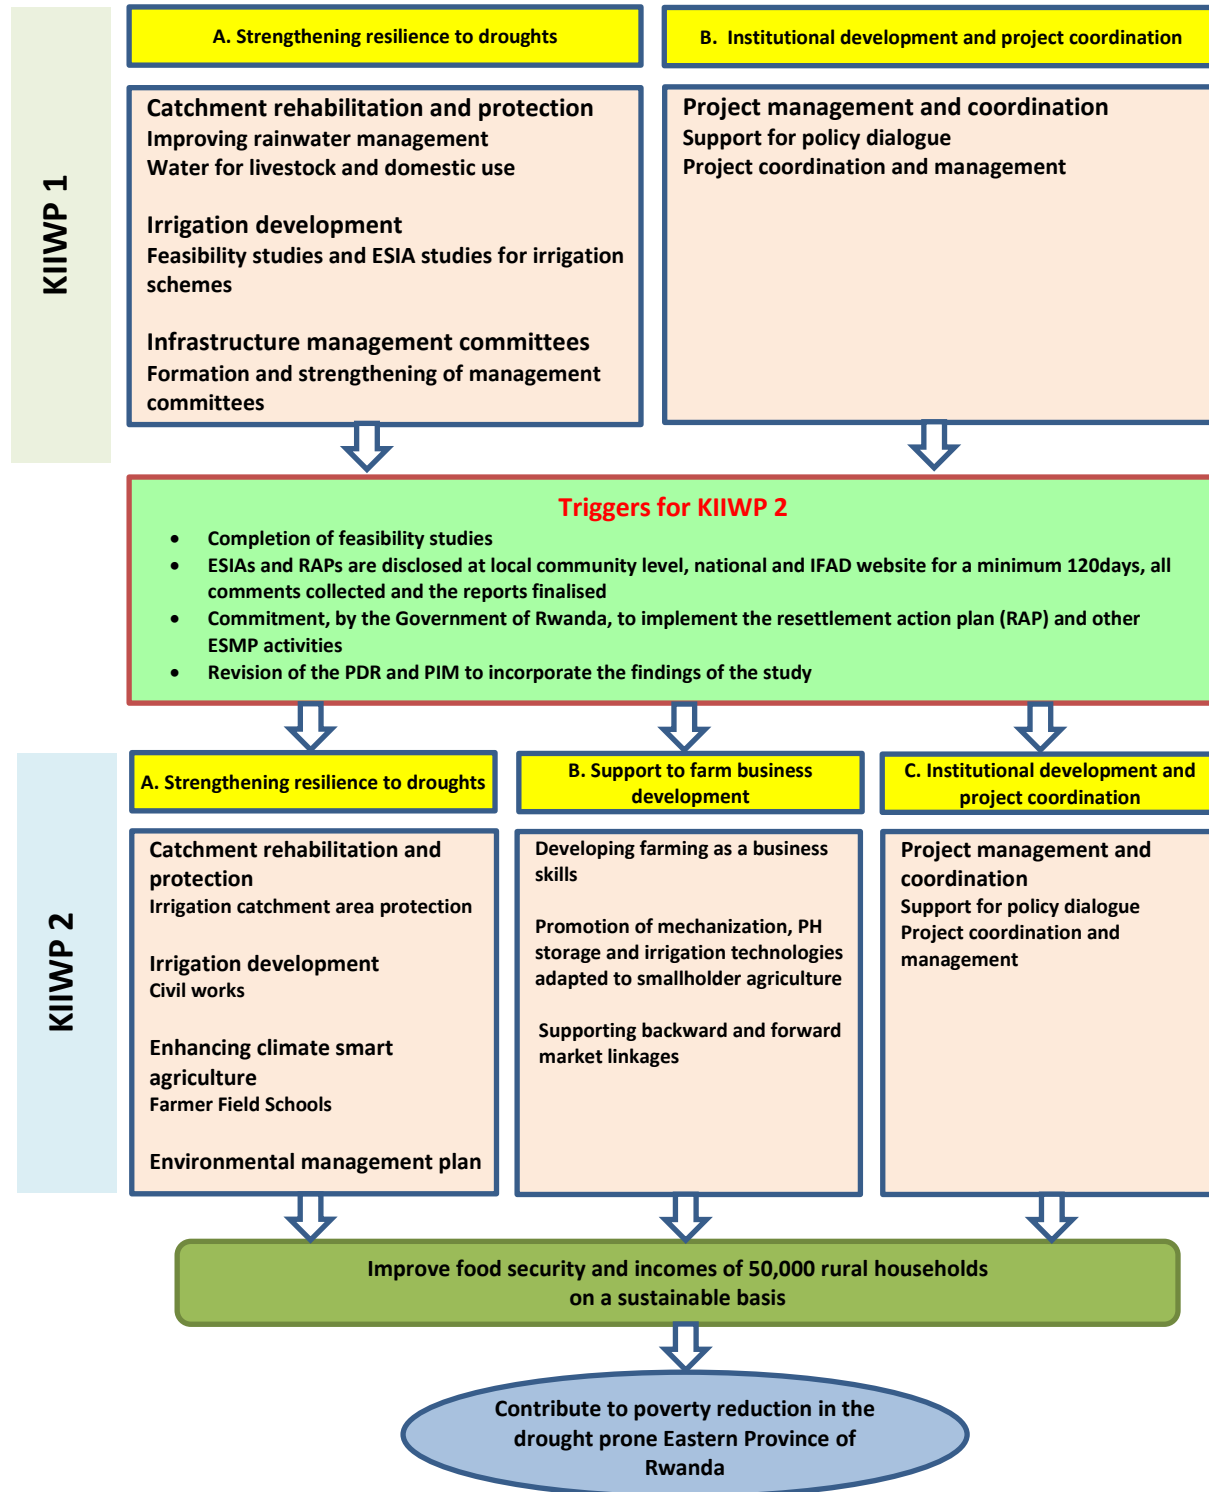 KIIWP 1
A. Strengthening resilience to droughts
B. Institutional development and project coordination
Catchment rehabilitation and protection
Improving rainwater management
Water for livestock and domestic use
Irrigation development
Feasibility studies and ESIA studies for irrigation
schemes
Infrastructure management committees
Formation and strengthening of management
committees
Project management and coordination
Support for policy dialogue
Project coordination and management
Triggers for KIIWP 2
• Completion of feasibility studies
• ESIAs and RAPs are disclosed at local community level, national and IFAD website for a minimum 120days, all
comments collected and the reports finalised
• Commitment, by the Government of Rwanda, to implement the resettlement action plan (RAP) and other
ESMP activities
• Revision of the PDR and PIM to incorporate the findings of the study
KIIWP 2
A. Strengthening resilience to droughts
B. Support to farm business
development
C. Institutional development and
project coordination
Catchment rehabilitation and
protection
Irrigation catchment area protection
Irrigation development
Civil works
Enhancing climate smart
agriculture
Farmer Field Schools
Environmental management plan
Developing farming as a business
skills
Promotion of mechanization, PH
storage and irrigation technologies
adapted to smallholder agriculture
Supporting backward and forward
market linkages
Project management and
coordination
Support for policy dialogue
Project coordination and
management
Improve food security and incomes of 50,000 rural households
on a sustainable basis
Contribute to poverty reduction in the
drought prone Eastern Province of
Rwanda